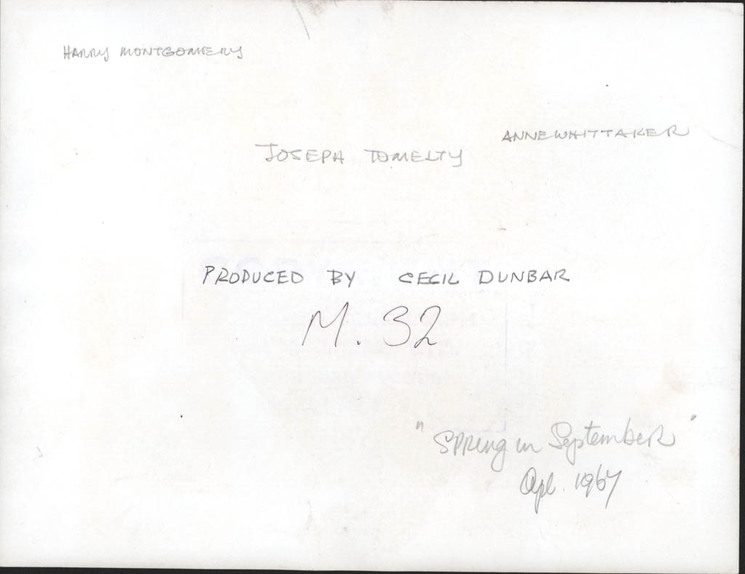 HARRY MONTGOMERY
ANNE WHITTAKER
JOSEPH TOMELTY
PRODUCED BY CECIL DUNBAR
M. 32
"Spring in September"
Apl. 1967